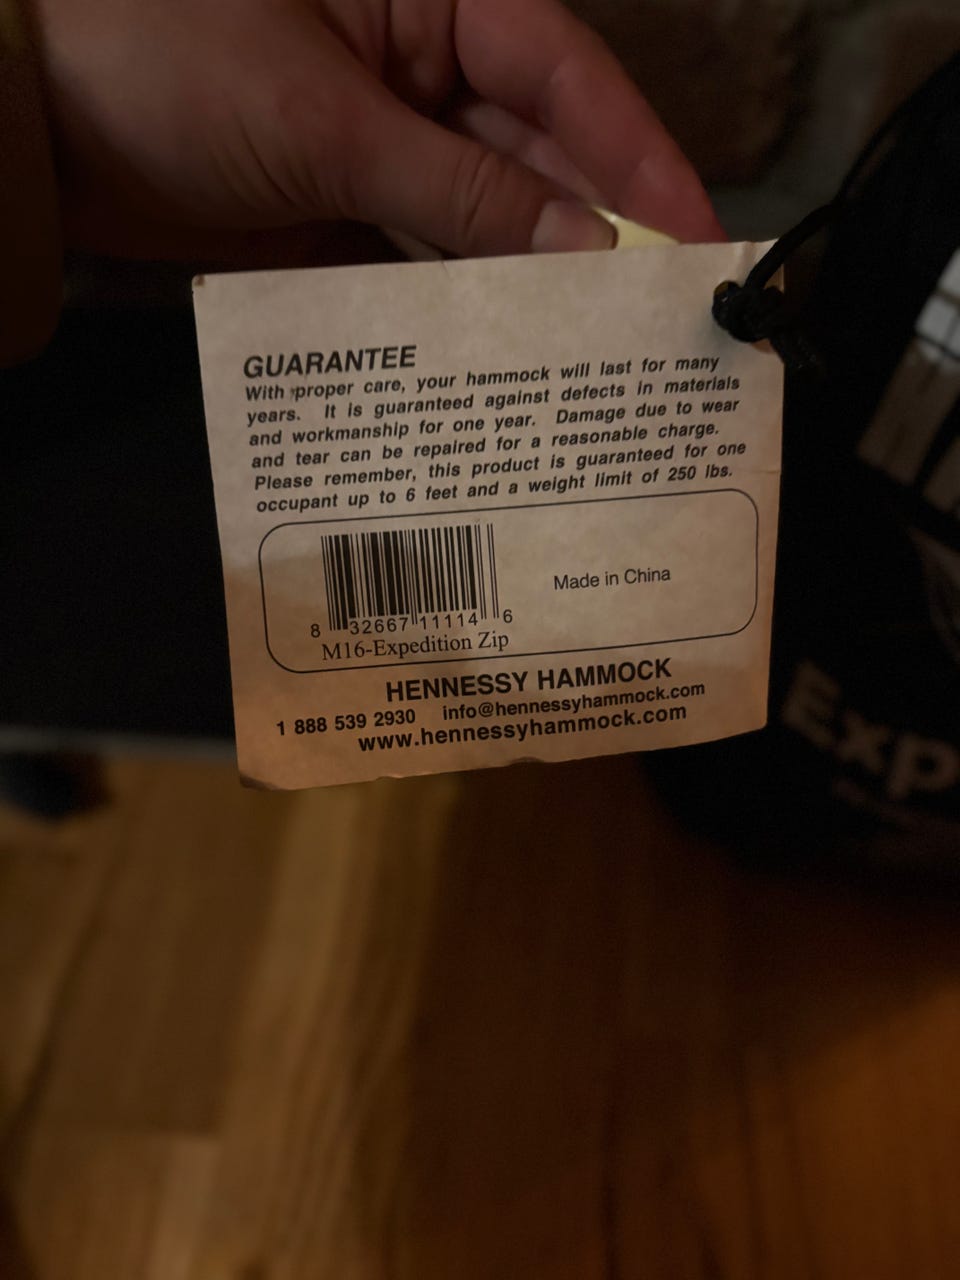 GUARANTEE
With proper care, your hammock will last for many
years. It is guaranteed against defects in materials
and workmanship for one year. Damage due to wear
and tear can be repaired for a reasonable charge.
Please remember, this product is guaranteed for one
occupant up to 6 feet and a weight limit of 250 lbs.
Made in China
8 32667 11114 6
M16-Expedition Zip
HENNESSY HAMMOCK
1 888 539 2930 info@hennessyhammock.com
www.hennessyhammock.com
Exp